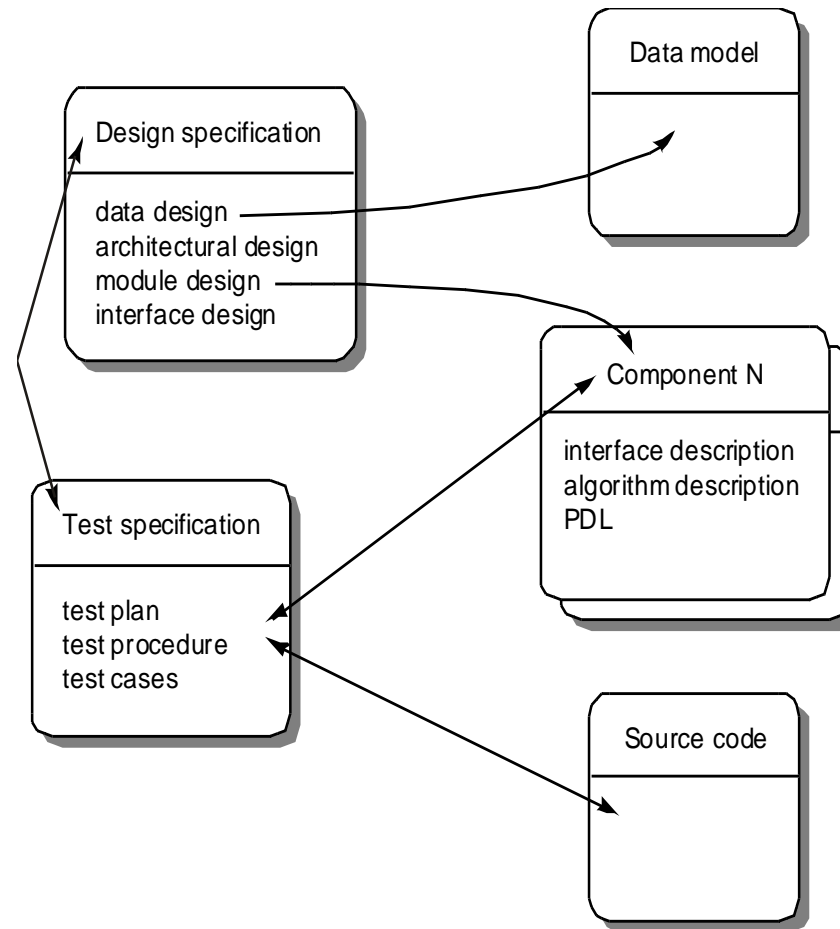 Data model
Design specification
data design
architectural design
module design
interface design
Component N
interface description
algorithm description
PDL
Test specification
test plan
test procedure
test cases
Source code